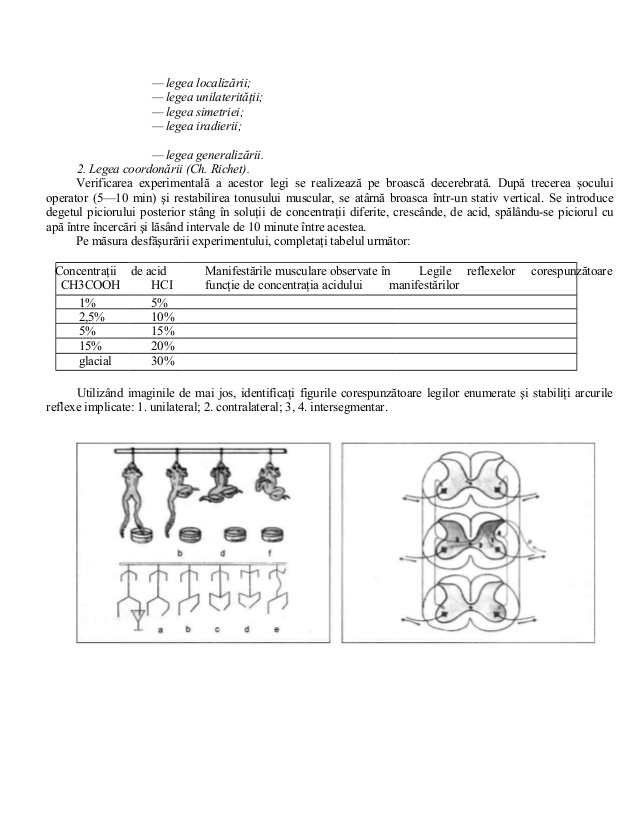 — legea localizării;
— legea unilaterității;
— legea simetriei;
— legea iradierii;
— legea generalizării.
2. Legea coordonării (Ch. Richet).
Verificarea experimentală a acestor legi se realizează pe broască decerebrată. După trecerea șocului
operator (5—10 min) și restabilirea tonusului muscular, se atârnă broasca într-un stativ vertical. Se introduce
degetul piciorului posterior stâng în soluții de concentrații diferite, crescânde, de acid, spălându-se piciorul cu
apă între încercări și lăsând intervale de 10 minute între acestea.
Pe măsura desfășurării experimentului, completați tabelul următor:
Concentrații de acid Manifestările musculare observate în Legile reflexelor corespunzătoare
CH3COOH HCI funcție de concentrația acidului manifestărilor
1% 5%
2,5% 10%
5% 15%
15% 20%
glacial 30%
Utilizând imaginile de mai jos, identificați figurile corespunzătoare legilor enumerate și stabiliți arcurile
reflexe implicate: 1. unilateral; 2. contralateral; 3, 4. intersegmentar.
b d f
a b c d e